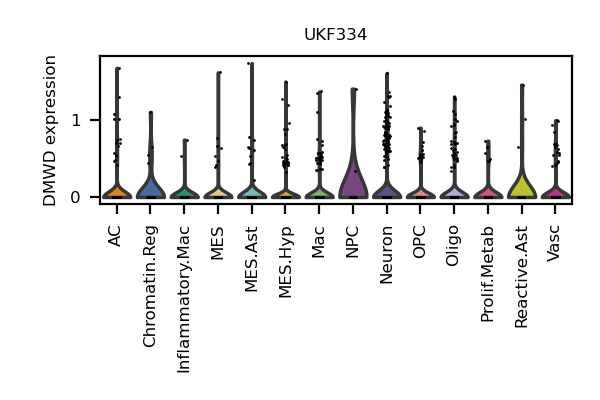 UKF334
DMWD expression
1
0
AC
Chromatin.Reg
Inflammatory.Mac
MES
MES.Ast
MES.Hyp
Mac
NPC
Neuron
OPC
Oligo
Prolif.Metab
Reactive.Ast
Vasc